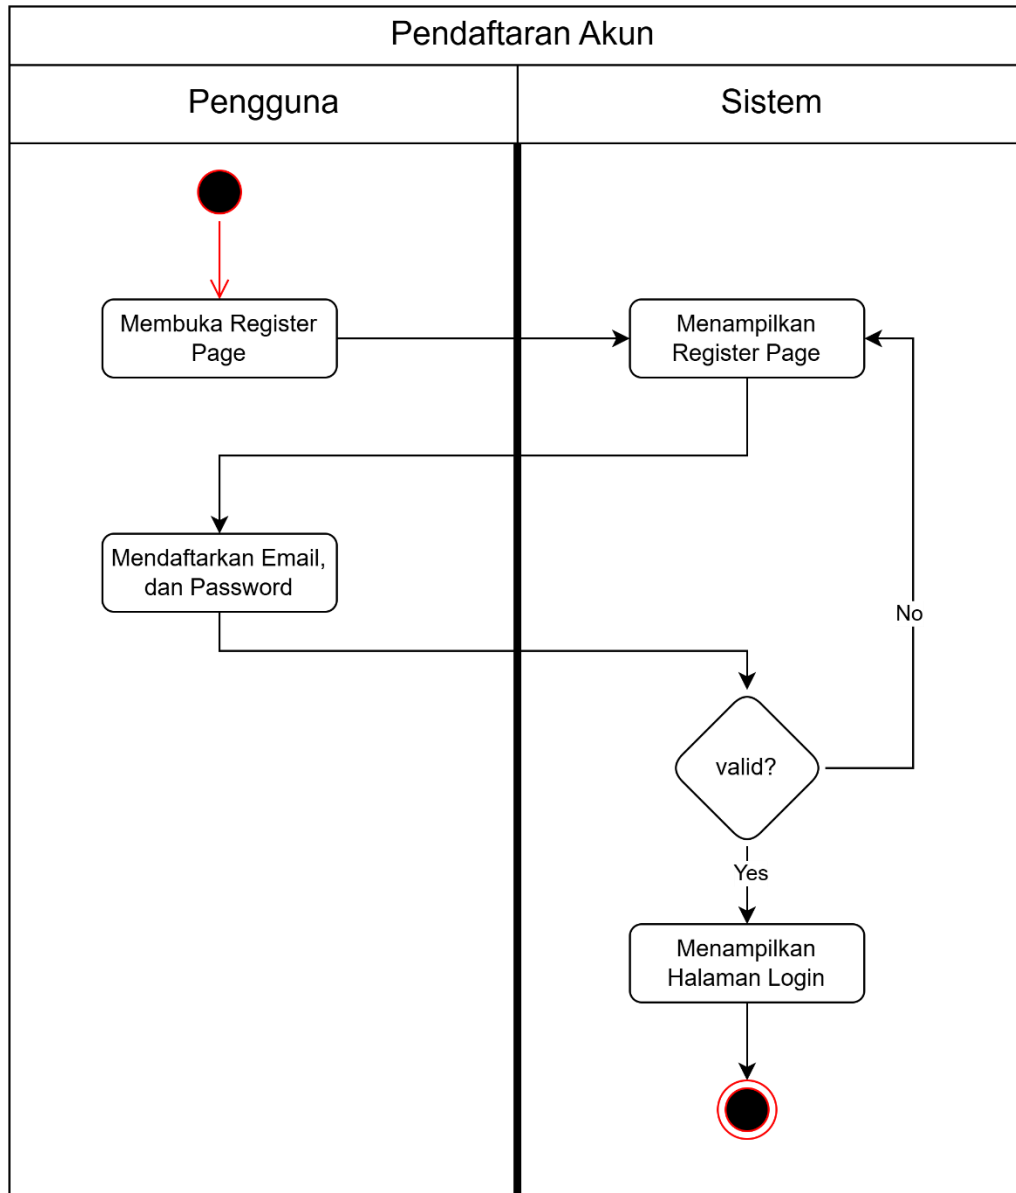 Pendaftaran Akun
Pengguna
Sistem
Membuka Register
Page
Menampilkan
Register Page
Mendaftarkan Email,
dan Password
No
valid?
Yes
Menampilkan
Halaman Login